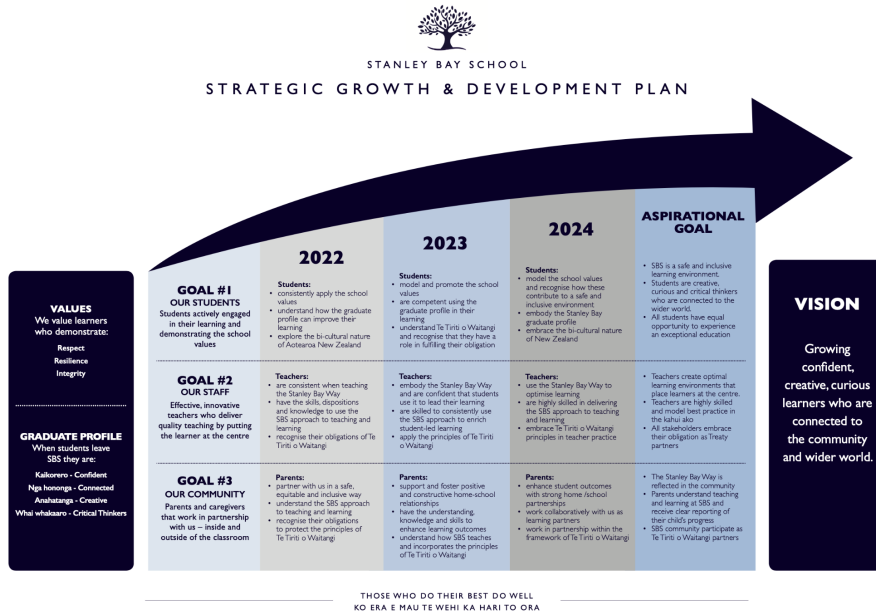 STANLEY BAY SCHOOL
STRATEGIC GROWTH & DEVELOPMENT PLAN
VALUES
We value learners
who demonstrate:
Respect
Resilience
Integrity
GRADUATE PROFILE
When students leave
SBS they are:
Kaikorero - Confident
Nga hononga - Connected
Anahatanga - Creative
Whai whakaaro - Critical Thinkers
GOAL #1
OUR STUDENTS
Students actively engaged
in their learning and
demonstrating the school
values
2022
Students:
• consistently apply the school
values
• understand how the graduate
profile can improve their
learning
• explore the bi-cultural nature
of Aotearoa New Zealand
2023
Students:
• model and promote the school
values
• are competent using the
graduate profile in their
learning
• understand Te Tiriti o Waitangi
and recognise that they have a
role in fulfilling their obligation
2024
Students:
• model the school values
and recognise how these
contribute to a safe and
inclusive environment
• embody the Stanley Bay
graduate profile
• embrace the bi-cultural nature
of New Zealand
ASPIRATIONAL
GOAL
• SBS is a safe and inclusive
learning environment.
• Students are creative,
curious and critical thinkers
who are connected to the
wider world.
• All students have equal
opportunity to experience
an exceptional education
GOAL #2
OUR STAFF
Effective, innovative
teachers who deliver
quality teaching by putting
the learner at the centre
Teachers:
• are consistent when teaching
the Stanley Bay Way
• have the skills, dispositions
and knowledge to use the
SBS approach to teaching and
learning
• recognise their obligations of Te
Tiriti o Waitangi
Teachers:
• embody the Stanley Bay Way
and are confident that students
use it to lead their learning
• are skilled to consistently use
the SBS approach to enrich
student-led learning
• apply the principles of Te Tiriti
o Waitangi
Teachers:
• use the Stanley Bay Way to
optimise learning
• are highly skilled in delivering
the SBS approach to teaching
and learning
• embrace Te Tiriti o Waitangi
principles in teacher practice
• Teachers create optimal
learning environments that
place learners at the centre.
• Teachers are highly skilled
and model best practice in
the kahui ako
• All stakeholders embrace
their obligation as Treaty
partners
GOAL #3
OUR COMMUNITY
Parents and caregivers
that work in partnership
with us – inside and
outside of the classroom
Parents:
• partner with us in a safe,
equitable and inclusive way
• understand the SBS approach
to teaching and learning
• recognise their obligations
to protect the principles of
Te Tiriti o Waitangi
Parents:
• support and foster positive
and constructive home-school
relationships
• have the understanding,
knowledge and skills to
enhance learning outcomes
• understand how SBS teaches
and incorporates the principles
of Te Tiriti o Waitangi
Parents:
• enhance student outcomes
with strong home /school
partnerships
• work collaboratively with us as
learning partners
• work in partnership within the
framework of Te Tiriti o Waitangi
• The Stanley Bay Way is
reflected in the community
• Parents understand teaching
and learning at SBS and
receive clear reporting of
their child's progress
• SBS community participate as
Te Tiriti o Waitangi partners
VISION
Growing
confident,
creative, curious
learners who are
connected to
the community
and wider world.
THOSE WHO DO THEIR BEST DO WELL
KO ERA E MAU TE WEHI KA HARI TO ORA